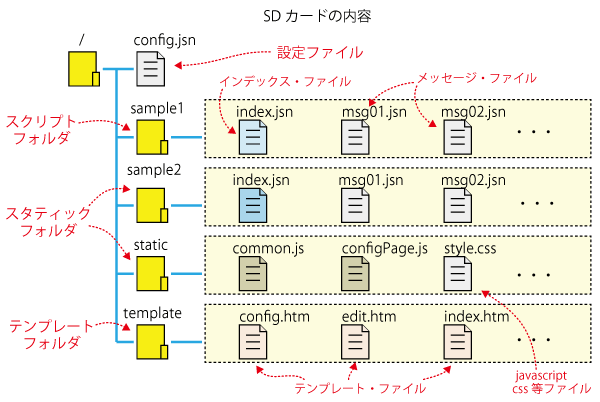 SDカードの内容
/
config.jsn
設定ファイル
インデックス・ファイル
メッセージ・ファイル
スクリプト
フォルダ
sample1
index.jsn
msg01.jsn
msg02.jsn
・・・
sample2
index.jsn
msg01.jsn
msg02.jsn
・・・
スタティック
フォルダ
static
common.js
configPage.js
style.css
・・・
テンプレート
フォルダ
template
config.htm
edit.htm
index.htm
・・・
テンプレート・ファイル
javascript
css 等ファイル